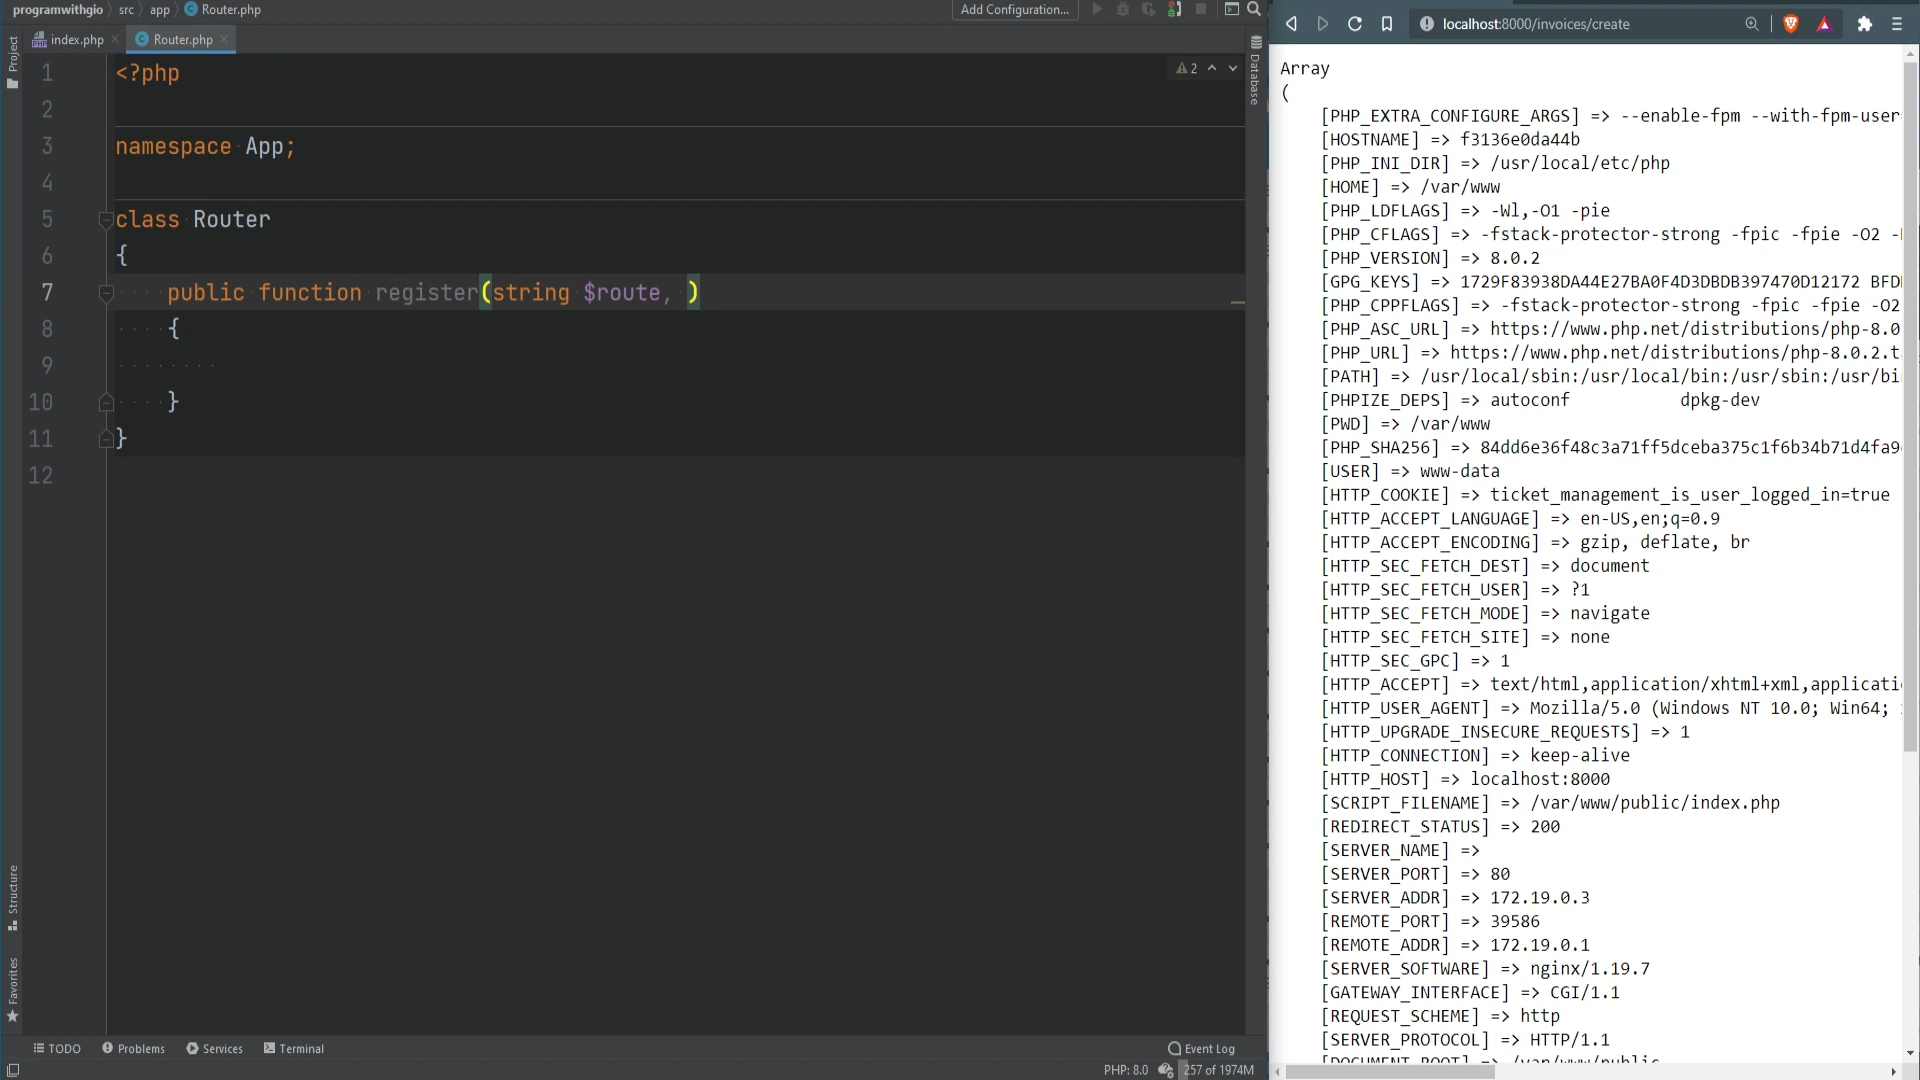 programwithgio src app Router.php Add Configuration...
index.php Router.php
Project
Database
2
1 <?php
2
3 namespace App;
4
5 class Router
6 {
7 public function register(string $route, )
8 {
9
10 }
11 }
12
Structure
Favorites
TODO Problems Services Terminal Event Log
PHP: 8.0 257 of 1974M
localhost:8000/invoices/create
Array
(
[PHP_EXTRA_CONFIGURE_ARGS] => --enable-fpm --with-fpm-user
[HOSTNAME] => f3136e0da44b
[PHP_INI_DIR] => /usr/local/etc/php
[HOME] => /var/www
[PHP_LDFLAGS] => -Wl,-O1 -pie
[PHP_CFLAGS] => -fstack-protector-strong -fpic -fpie -O2
[PHP_VERSION] => 8.0.2
[GPG_KEYS] => 1729F83938DA44E27BA0F4D3DBDB397470D12172 BFD
[PHP_CPPFLAGS] => -fstack-protector-strong -fpic -fpie -O2
[PHP_ASC_URL] => https://www.php.net/distributions/php-8.0
[PHP_URL] => https://www.php.net/distributions/php-8.0.2.t
[PATH] => /usr/local/sbin:/usr/local/bin:/usr/sbin:/usr/bi
[PHPIZE_DEPS] => autoconf dpkg-dev
[PWD] => /var/www
[PHP_SHA256] => 84dd6e36f48c3a71ff5dceba375c1f6b34b71d4fa9
[USER] => www-data
[HTTP_COOKIE] => ticket_management_is_user_logged_in=true
[HTTP_ACCEPT_LANGUAGE] => en-US,en;q=0.9
[HTTP_ACCEPT_ENCODING] => gzip, deflate, br
[HTTP_SEC_FETCH_DEST] => document
[HTTP_SEC_FETCH_USER] => ?1
[HTTP_SEC_FETCH_MODE] => navigate
[HTTP_SEC_FETCH_SITE] => none
[HTTP_SEC_GPC] => 1
[HTTP_ACCEPT] => text/html,application/xhtml+xml,applicati
[HTTP_USER_AGENT] => Mozilla/5.0 (Windows NT 10.0; Win64;
[HTTP_UPGRADE_INSECURE_REQUESTS] => 1
[HTTP_CONNECTION] => keep-alive
[HTTP_HOST] => localhost:8000
[SCRIPT_FILENAME] => /var/www/public/index.php
[REDIRECT_STATUS] => 200
[SERVER_NAME] =>
[SERVER_PORT] => 80
[SERVER_ADDR] => 172.19.0.3
[REMOTE_PORT] => 39586
[REMOTE_ADDR] => 172.19.0.1
[SERVER_SOFTWARE] => nginx/1.19.7
[GATEWAY_INTERFACE] => CGI/1.1
[REQUEST_SCHEME] => http
[SERVER_PROTOCOL] => HTTP/1.1
[DOCUMENT_ROOT] => /var/www/public